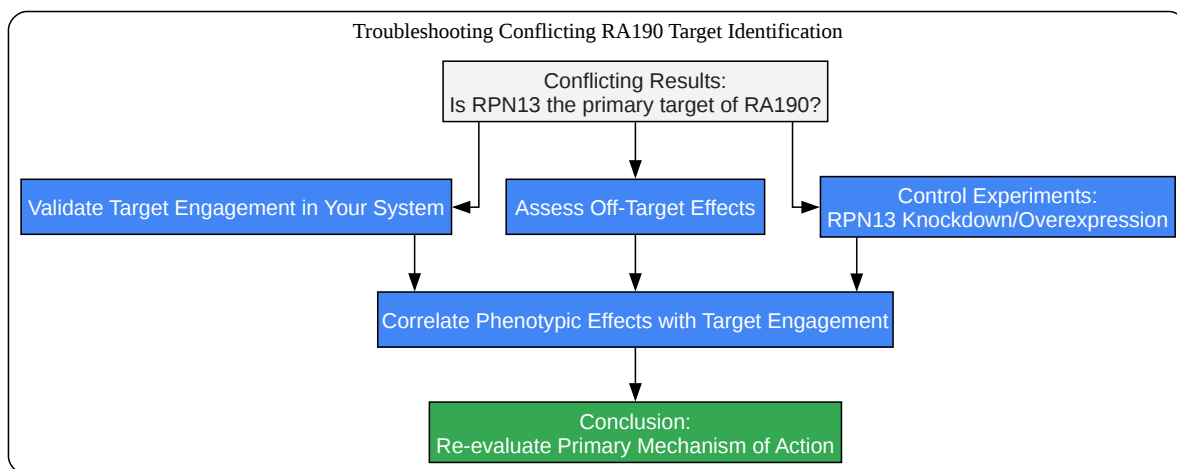 Troubleshooting Conflicting RA190 Target Identification
Conflicting Results:
Is RPN13 the primary target of RA190?
Validate Target Engagement in Your System
Assess Off-Target Effects
Control Experiments:
RPN13 Knockdown/Overexpression
Correlate Phenotypic Effects with Target Engagement
Conclusion:
Re-evaluate Primary Mechanism of Action